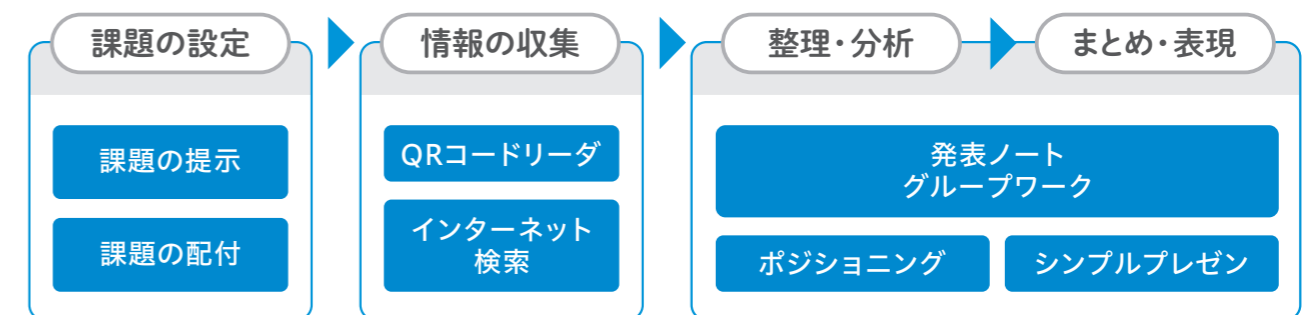 課題の設定
情報の収集
整理・分析
まとめ・表現
課題の提示
課題の配付
QRコードリーダ
インターネット
検索
発表ノート
グループワーク
ポジショニング
シンプルプレゼン